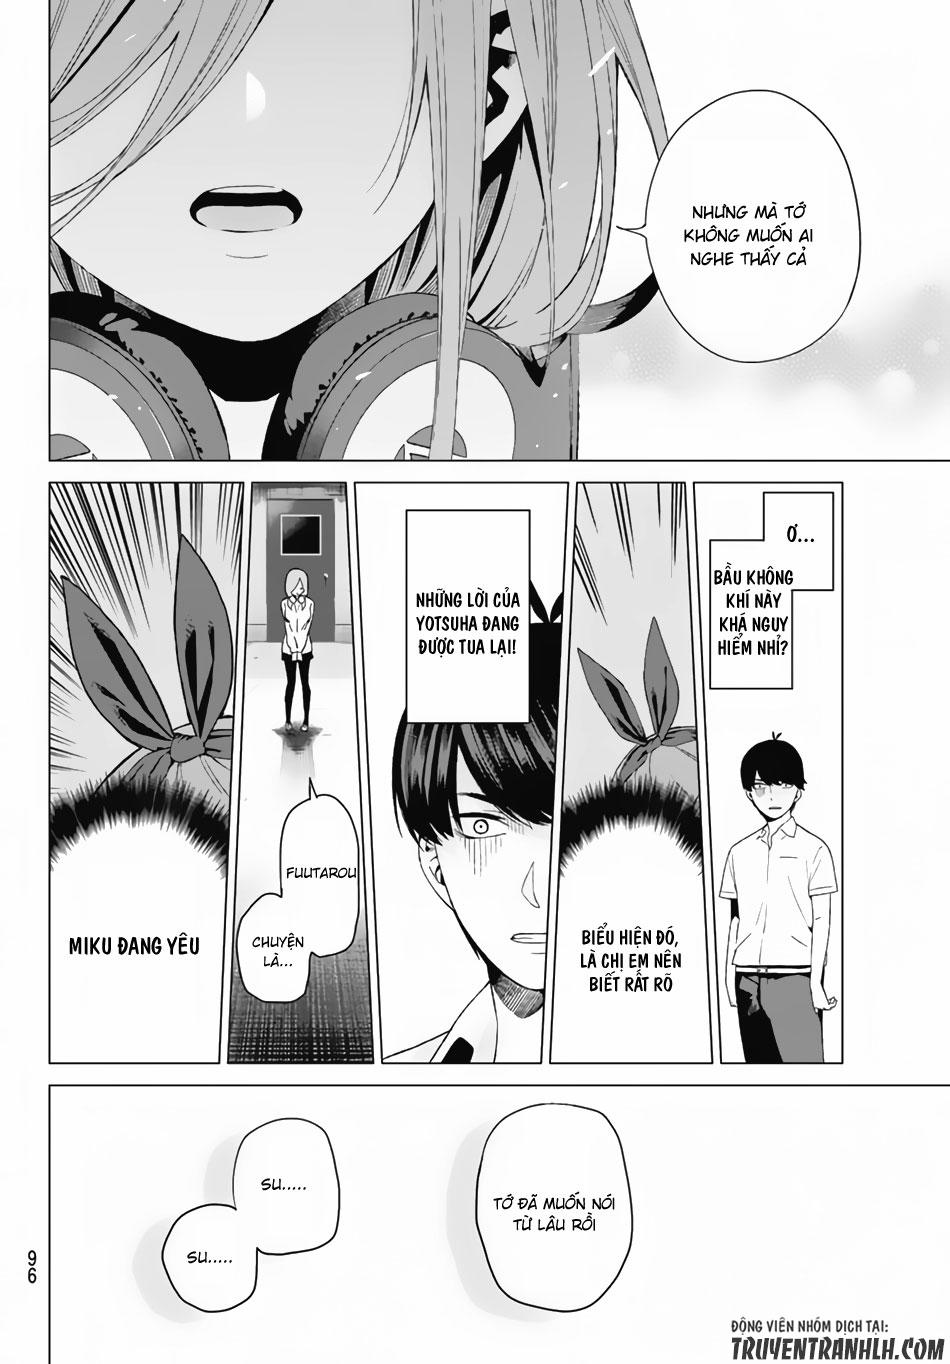 NHƯNG MÀ TỚ
KHÔNG MUỐN AI
NGHE THẤY CẢ
Ơ...
BẦU KHÔNG
KHÍ NÀY
KHÁ NGUY
HIỂM NHỈ?
BIỂU HIỆN ĐÓ,
LÀ CHỊ EM NÊN
BIẾT RẤT RÕ
NHỮNG LỜI CỦA
YOTSUHA ĐANG
ĐƯỢC TUA LẠI!
FUUTAROU
CHUYỆN
LÀ...
MIKU ĐANG YÊU
TỚ ĐÃ MUỐN NÓI
TỪ LÂU RỒI
SU.....
SU.....
96
ĐỘNG VIÊN NHÓM DỊCH TẠI:
TRUYENTRANHLH.COM